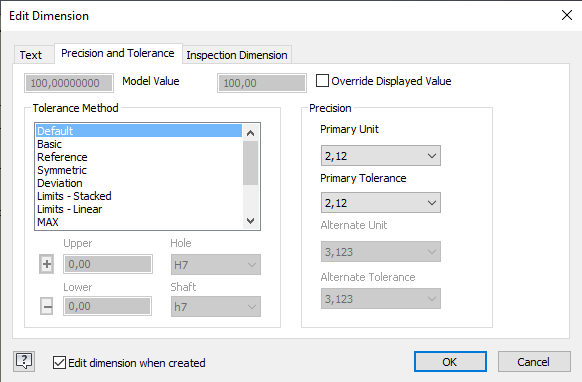 Edit Dimension
Text
Precision and Tolerance
Inspection Dimension
100,00000000
Model Value
100,00
Override Displayed Value
Tolerance Method
Default
Basic
Reference
Symmetric
Deviation
Limits - Stacked
Limits - Linear
MAX
Upper
Hole
+
0,00
H7
Lower
Shaft
-
0,00
h7
Precision
Primary Unit
2,12
Primary Tolerance
2,12
Alternate Unit
3,123
Alternate Tolerance
3,123
?
Edit dimension when created
OK
Cancel